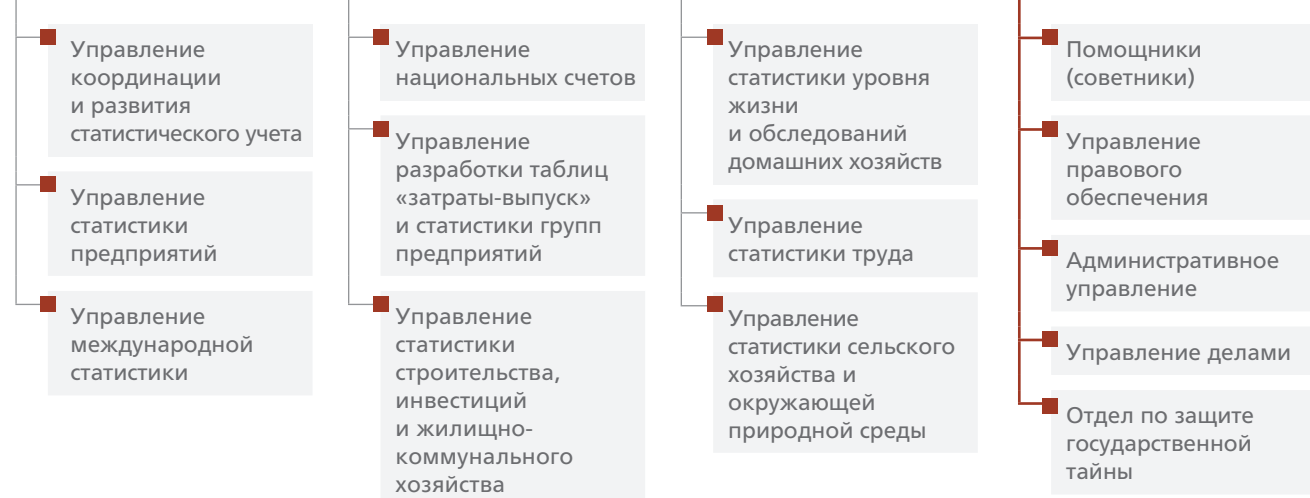 Управление
координации
и развития
статистического учета
Управление
статистики
предприятий
Управление
международной
статистики
Управление
национальных счетов
Управление
разработки таблиц
«затраты-выпуск»
и статистики групп
предприятий
Управление
статистики
строительства,
инвестиций
и жилищно-
коммунального
хозяйства
Управление
статистики уровня
жизни
и обследований
домашних хозяйств
Управление
статистики труда
Управление
статистики сельского
хозяйства и
окружающей
природной среды
Помощники
(советники)
Управление
правового
обеспечения
Административное
управление
Управление делами
Отдел по защите
государственной
тайны